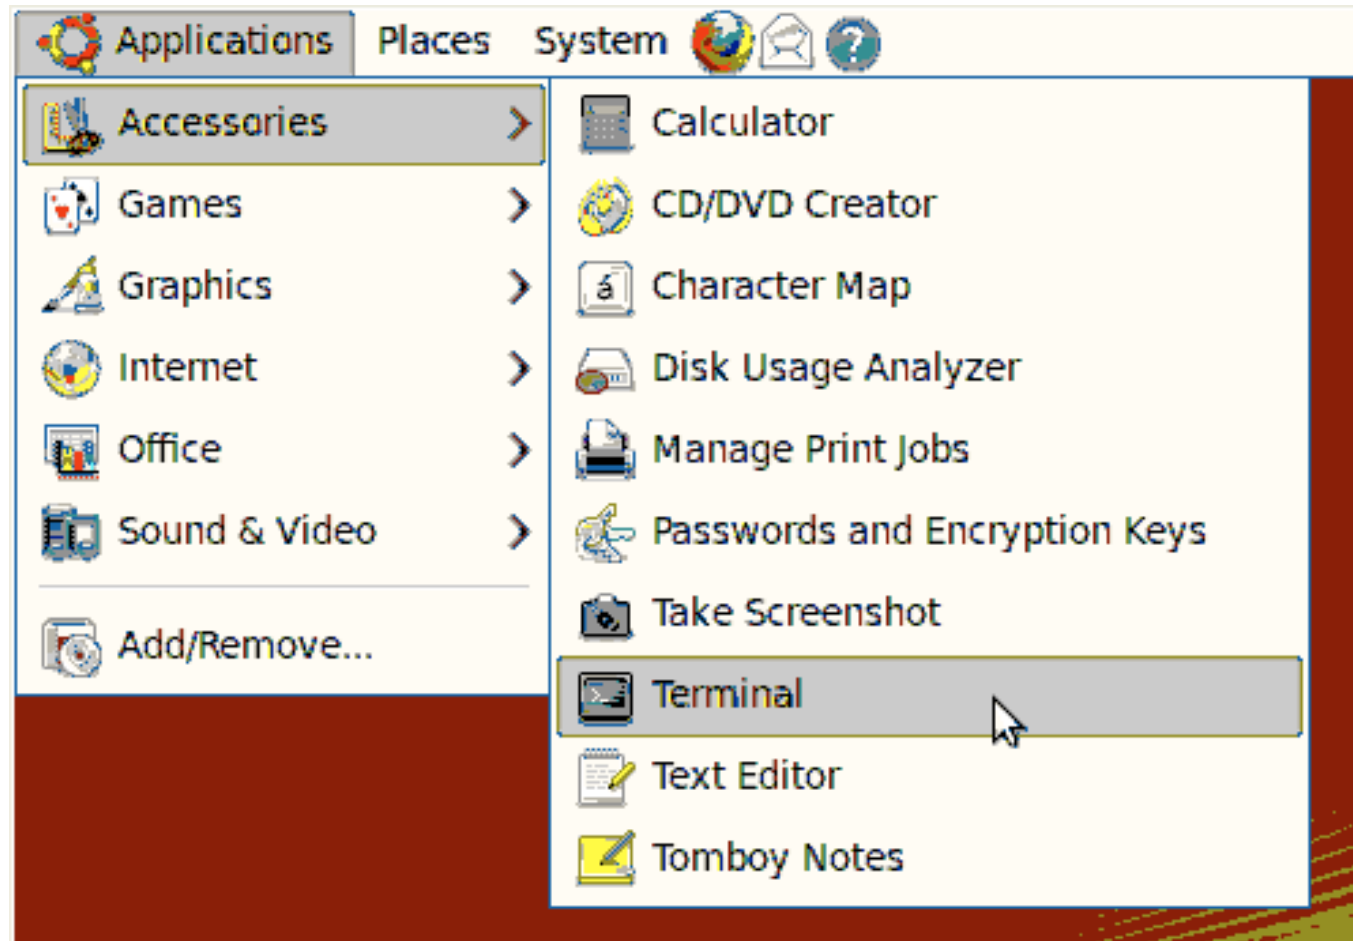 Applications Places System
Accessories
Games
Graphics
Internet
Office
Sound & Video
Add/Remove...
Calculator
CD/DVD Creator
Character Map
Disk Usage Analyzer
Manage Print Jobs
Passwords and Encryption Keys
Take Screenshot
Terminal
Text Editor
Tomboy Notes